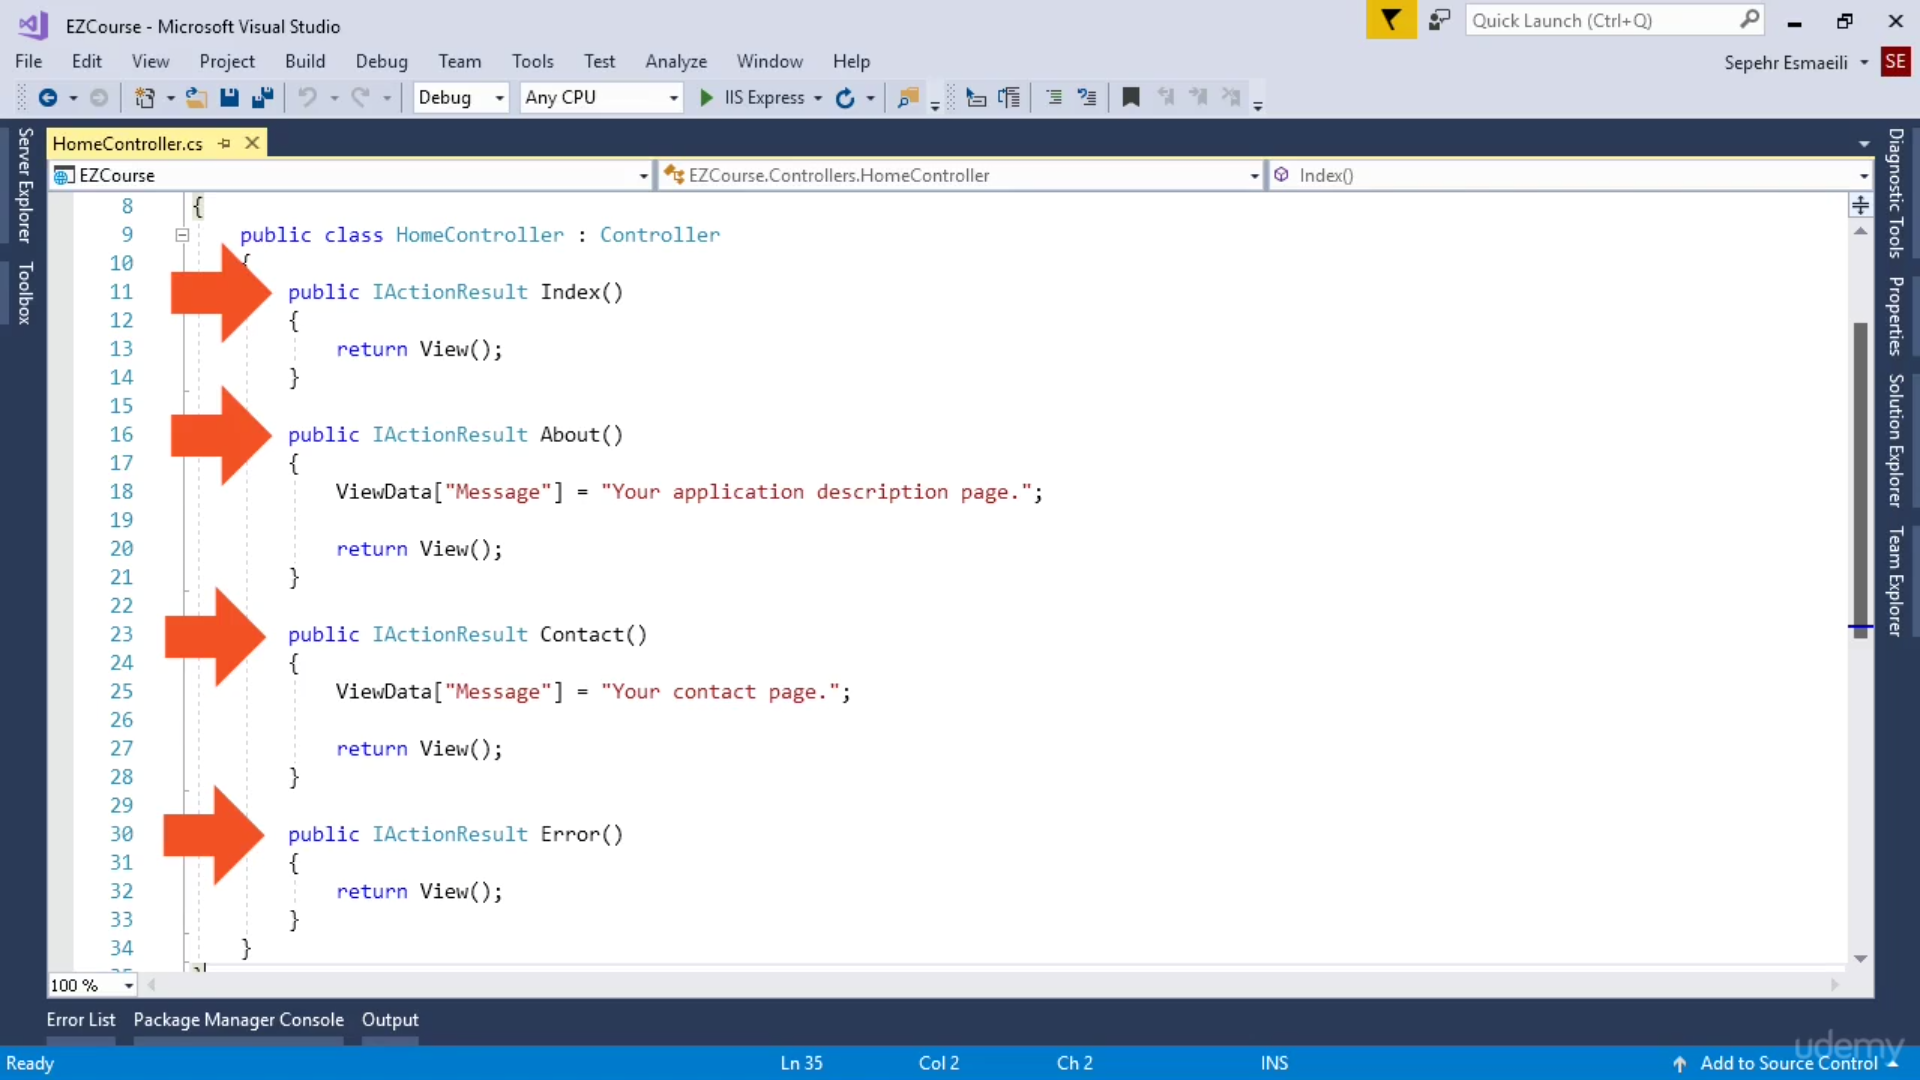 EZCourse - Microsoft Visual Studio
Quick Launch (Ctrl+Q)
File Edit View Project Build Debug Team Tools Test Analyze Window Help
Sepehr Esmaeili SE
Debug Any CPU IIS Express
Server Explorer
Toolbox
HomeController.cs
EZCourse EZCourse.Controllers.HomeController Index()
8 {
9 public class HomeController : Controller
10 {
11 public IActionResult Index()
12 {
13 return View();
14 }
15
16 public IActionResult About()
17 {
18 ViewData["Message"] = "Your application description page.";
19
20 return View();
21 }
22
23 public IActionResult Contact()
24 {
25 ViewData["Message"] = "Your contact page.";
26
27 return View();
28 }
29
30 public IActionResult Error()
31 {
32 return View();
33 }
34 }
35 }
100 %
Diagnostic Tools
Properties
Solution Explorer
Team Explorer
Error List Package Manager Console Output
udemy
Ready Ln 35 Col 2 Ch 2 INS Add to Source Control